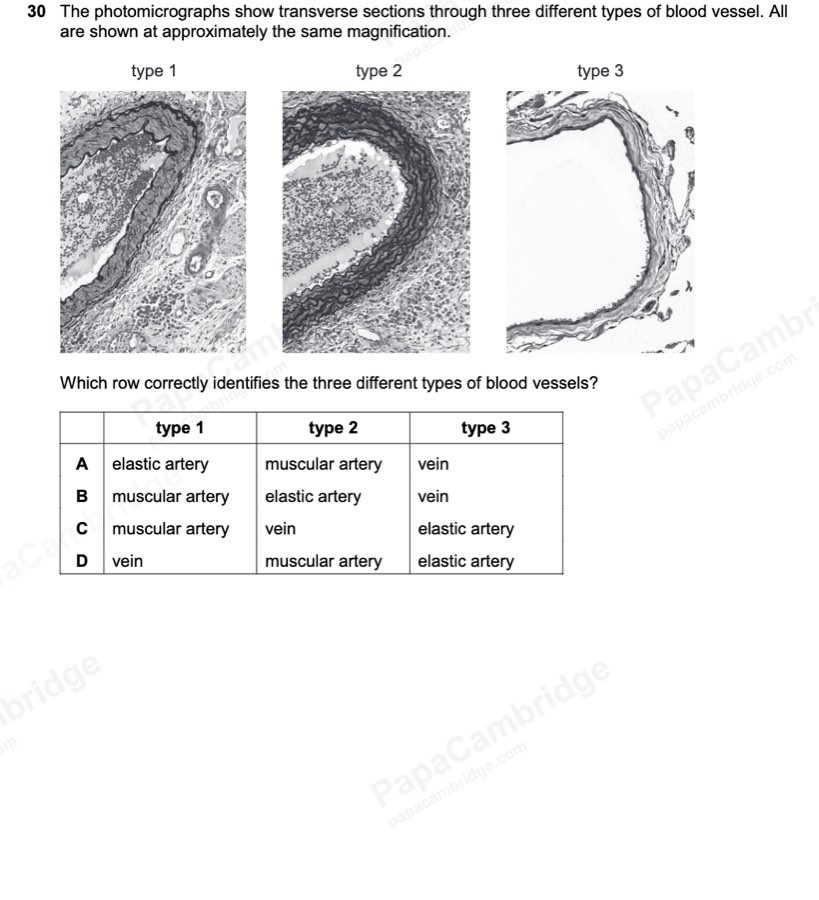 30 The photomicrographs show transverse sections through three different types of blood vessel. All
are shown at approximately the same magnification.
type 1 type 2 type 3
Which row correctly identifies the three different types of blood vessels?
type 1 type 2 type 3
A elastic artery muscular artery vein
B muscular artery elastic artery vein
C muscular artery vein elastic artery
D vein muscular artery elastic artery
PapaCambridge
papacambridge.com